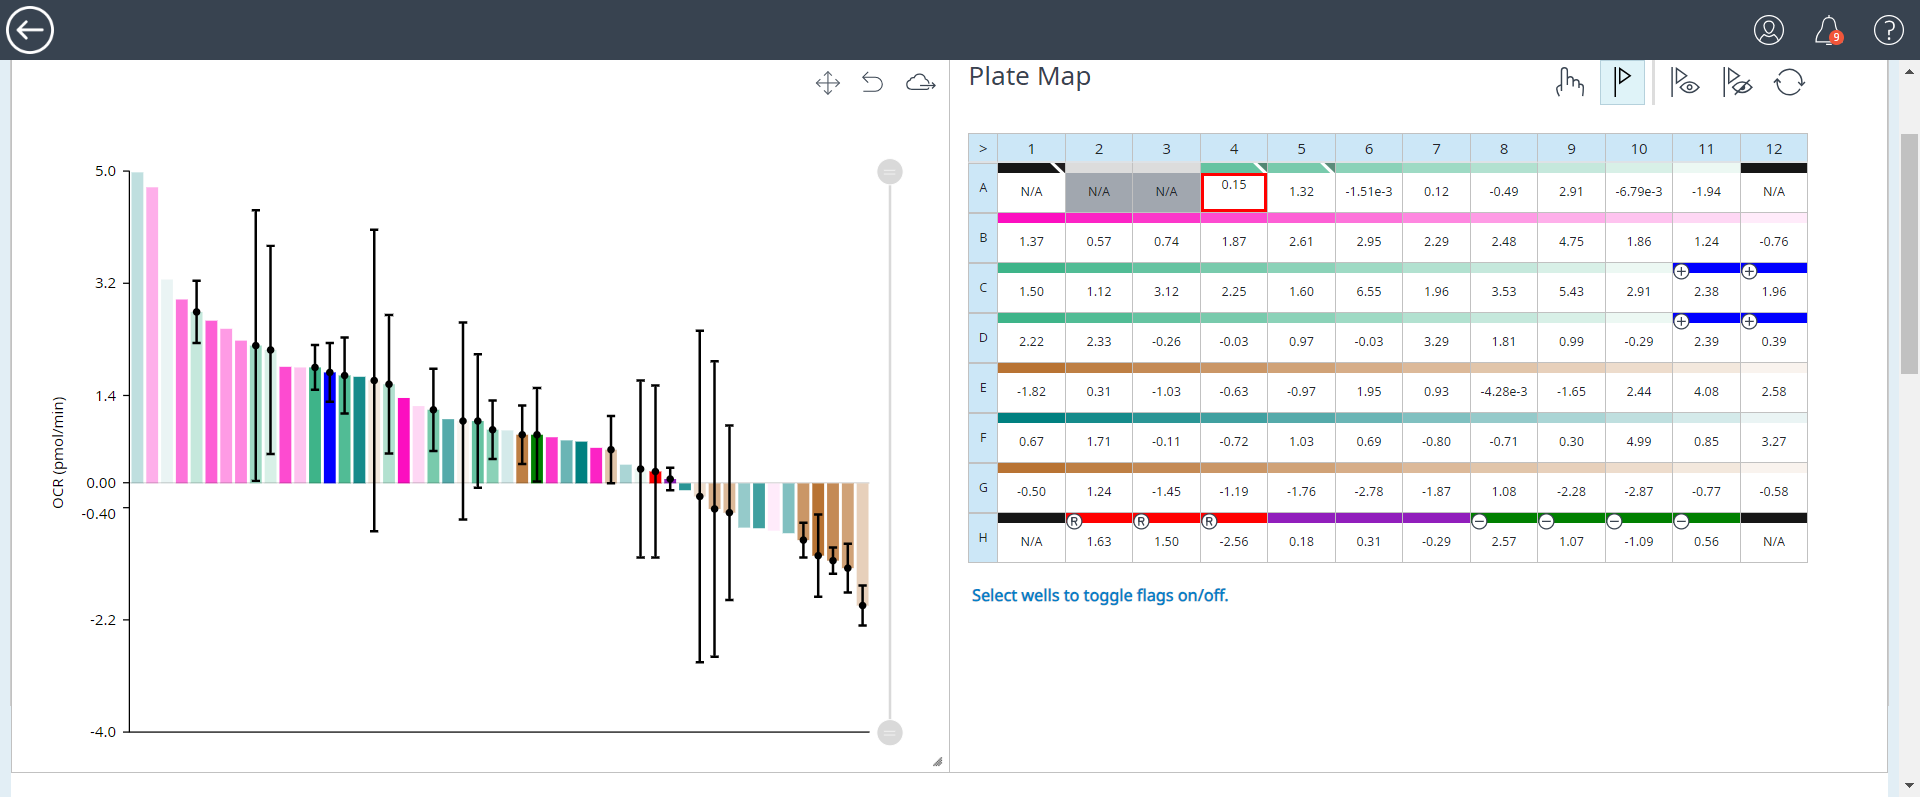 9
?
Plate Map
5.0
3.2
1.4
0.00
-0.40
-2.2
-4.0
OCR (pmol/min)
> 1 2 3 4 5 6 7 8 9 10 11 12
A N/A N/A N/A 0.15 1.32 -1.51e-3 0.12 -0.49 2.91 -6.79e-3 -1.94 N/A
B 1.37 0.57 0.74 1.87 2.61 2.95 2.29 2.48 4.75 1.86 1.24 -0.76
+ +
C 1.50 1.12 3.12 2.25 1.60 6.55 1.96 3.53 5.43 2.91 2.38 1.96
+ +
D 2.22 2.33 -0.26 -0.03 0.97 -0.03 3.29 1.81 0.99 -0.29 2.39 0.39
E -1.82 0.31 -1.03 -0.63 -0.97 1.95 0.93 -4.28e-3 -1.65 2.44 4.08 2.58
F 0.67 1.71 -0.11 -0.72 1.03 0.69 -0.80 -0.71 0.30 4.99 0.85 3.27
G -0.50 1.24 -1.45 -1.19 -1.76 -2.78 -1.87 1.08 -2.28 -2.87 -0.77 -0.58
R R R − − − −
H N/A 1.63 1.50 -2.56 0.18 0.31 -0.29 2.57 1.07 -1.09 0.56 N/A
Select wells to toggle flags on/off.